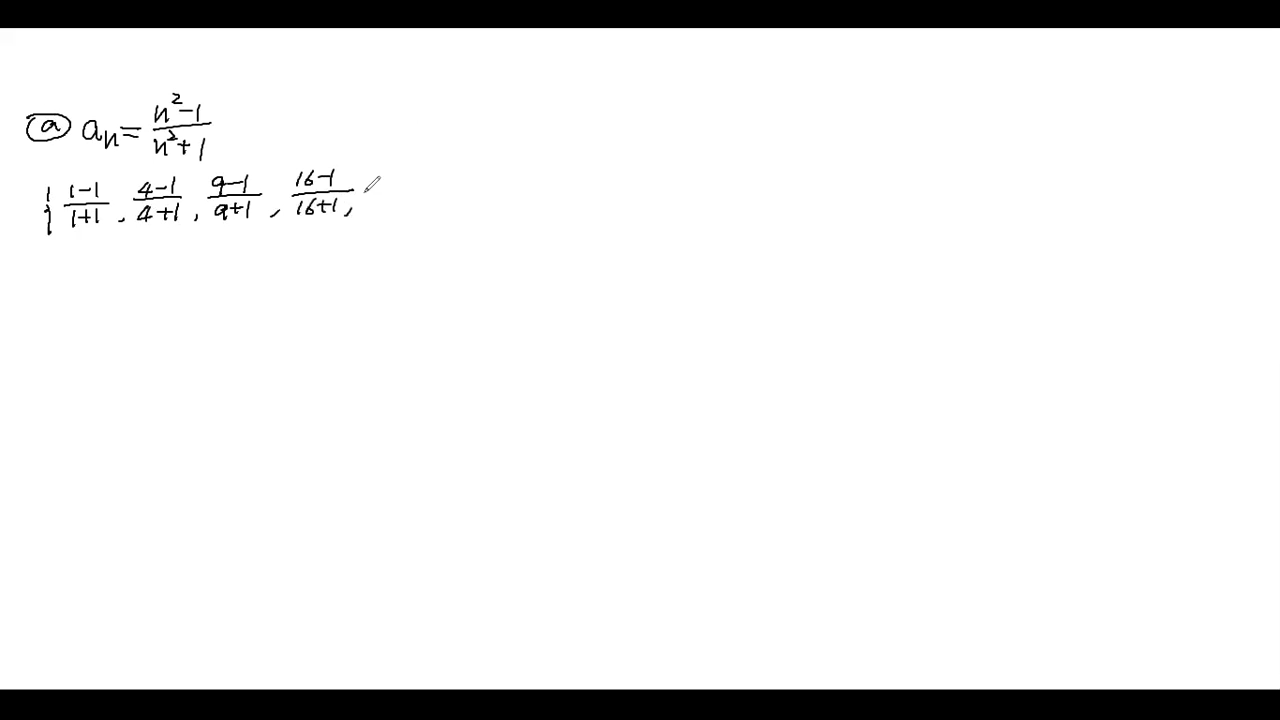 (a) aₙ = (n²-1)/(n²+1)
{ (1-1)/(1+1), (4-1)/(4+1), (9-1)/(9+1), (16-1)/(16+1),